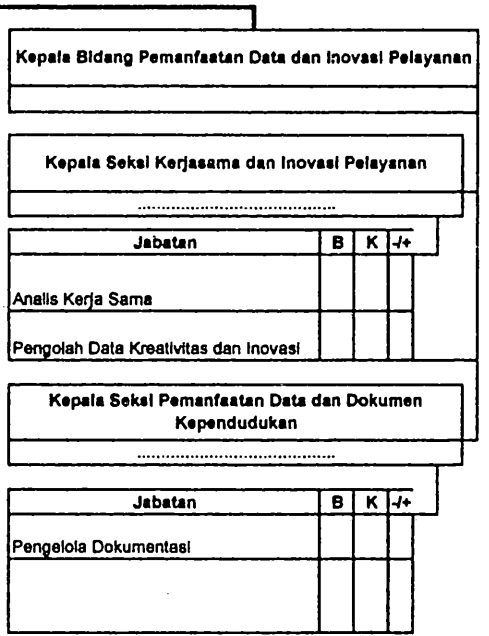 Kepala Bidang Pemanfaatan Data dan Inovasi Pelayanan
Kepala Seksi Kerjasama dan Inovasi Pelayanan
......................................
Jabatan B K -/+
Analis Kerja Sama
Pengolah Data Kreativitas dan Inovasi
Kepala Seksi Pemanfaatan Data dan Dokumen
Kependudukan
......................................
Jabatan B K -/+
Pengelola Dokumentasi